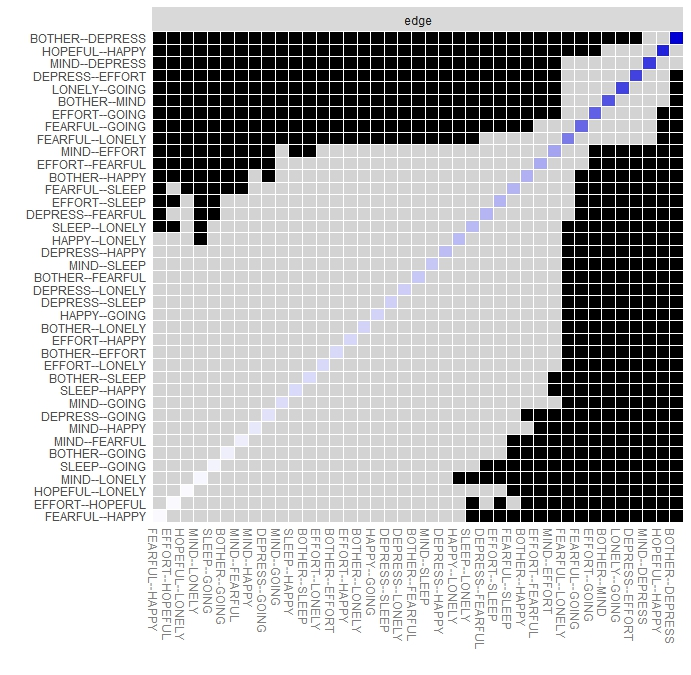 edge
BOTHER--DEPRESS
HOPEFUL--HAPPY
MIND--DEPRESS
DEPRESS--EFFORT
LONELY--GOING
BOTHER--MIND
EFFORT--GOING
FEARFUL--GOING
FEARFUL--LONELY
MIND--EFFORT
EFFORT--FEARFUL
BOTHER--HAPPY
FEARFUL--SLEEP
EFFORT--SLEEP
DEPRESS--FEARFUL
SLEEP--LONELY
HAPPY--LONELY
DEPRESS--HAPPY
MIND--SLEEP
BOTHER--FEARFUL
DEPRESS--LONELY
DEPRESS--SLEEP
HAPPY--GOING
BOTHER--LONELY
EFFORT--HAPPY
BOTHER--EFFORT
EFFORT--LONELY
BOTHER--SLEEP
SLEEP--HAPPY
MIND--GOING
DEPRESS--GOING
MIND--HAPPY
MIND--FEARFUL
BOTHER--GOING
SLEEP--GOING
MIND--LONELY
HOPEFUL--LONELY
EFFORT--HOPEFUL
FEARFUL--HAPPY
FEARFUL--HAPPY
EFFORT--HOPEFUL
HOPEFUL--LONELY
MIND--LONELY
SLEEP--GOING
BOTHER--GOING
MIND--FEARFUL
MIND--HAPPY
DEPRESS--GOING
MIND--GOING
SLEEP--HAPPY
BOTHER--SLEEP
EFFORT--LONELY
BOTHER--EFFORT
EFFORT--HAPPY
BOTHER--LONELY
HAPPY--GOING
DEPRESS--SLEEP
DEPRESS--LONELY
BOTHER--FEARFUL
MIND--SLEEP
DEPRESS--HAPPY
HAPPY--LONELY
SLEEP--LONELY
DEPRESS--FEARFUL
EFFORT--SLEEP
FEARFUL--SLEEP
BOTHER--HAPPY
EFFORT--FEARFUL
MIND--EFFORT
FEARFUL--LONELY
FEARFUL--GOING
EFFORT--GOING
BOTHER--MIND
LONELY--GOING
DEPRESS--EFFORT
MIND--DEPRESS
HOPEFUL--HAPPY
BOTHER--DEPRESS